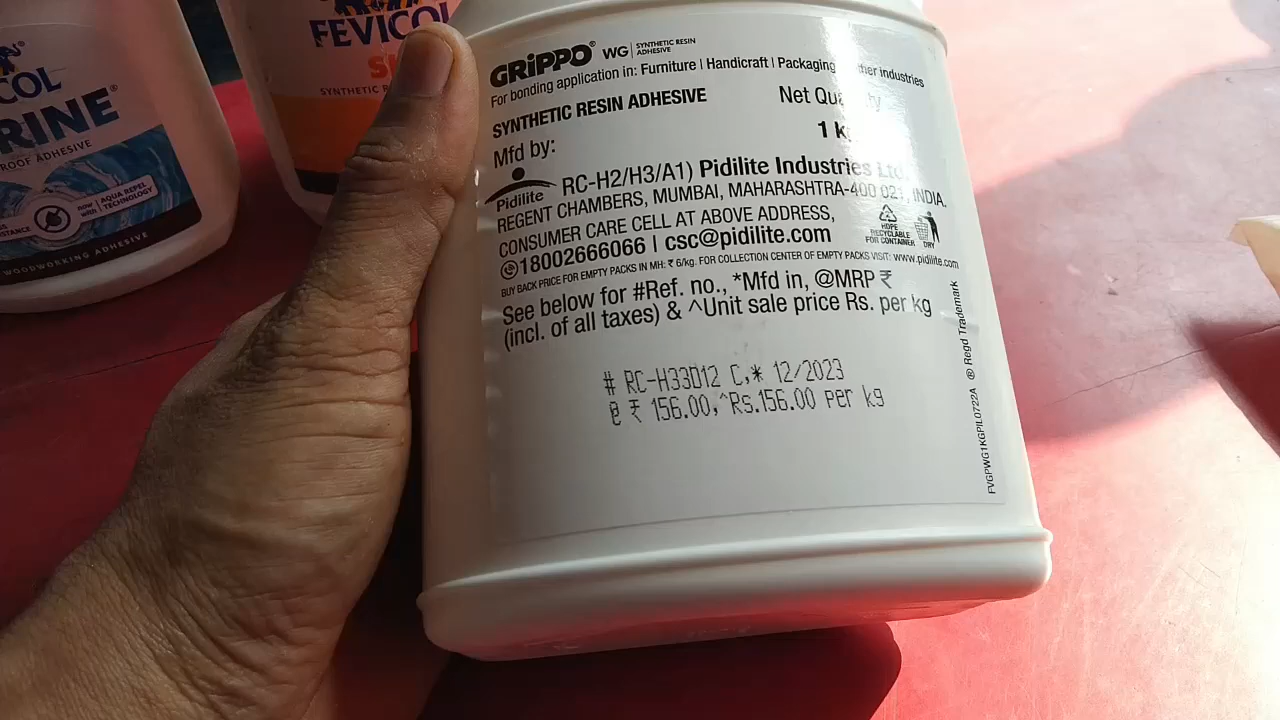 COL
RINE®
ROOF ADHESIVE
now with AQUA REPEL TECHNOLOGY
WOODWORKING ADHESIVE
FEVICOL
SYNTHETIC
GRiPPO® WG SYNTHETIC RESIN ADHESIVE
For bonding application in: Furniture | Handicraft | Packaging ther industries
SYNTHETIC RESIN ADHESIVE
Net Qu y
1 k
Mfd by:
Pidilite
RC-H2/H3/A1) Pidilite Industries Ltd.
REGENT CHAMBERS, MUMBAI, MAHARASHTRA-400 021, INDIA.
CONSUMER CARE CELL AT ABOVE ADDRESS,
18002666066 | csc@pidilite.com
HDPE
RECYCLABLE
FOR CONTAINER
DRY
BUY BACK PRICE FOR EMPTY PACKS IN MH: ₹ 6/kg. FOR COLLECTION CENTER OF EMPTY PACKS VISIT: www.pidilite.com
See below for #Ref. no., *Mfd in, @MRP ₹
(incl. of all taxes) & ^Unit sale price Rs. per kg
# RC-H33D12 C,* 12/2023
@ ₹ 156.00,^Rs.156.00 per kg
FVGPWG1KGPIL0722A ® Regd Trademark